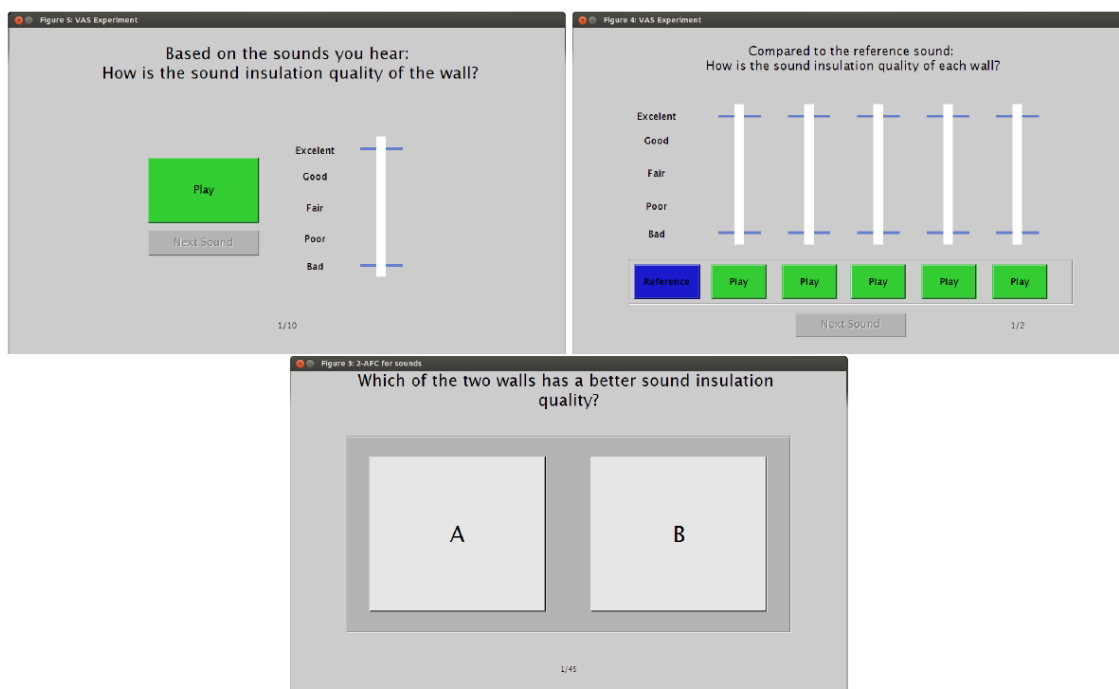 Figure 5: VAS Experiment
Based on the sounds you hear:
How is the sound insulation quality of the wall?
Excelent
Good
Fair
Poor
Bad
Play
Next Sound
1/10
Figure 4: VAS Experiment
Compared to the reference sound:
How is the sound insulation quality of each wall?
Excelent
Good
Fair
Poor
Bad
Reference Play Play Play Play Play
Next Sound 1/2
Figure 3: 2-AFC for sounds
Which of the two walls has a better sound insulation
quality?
A B
1/45